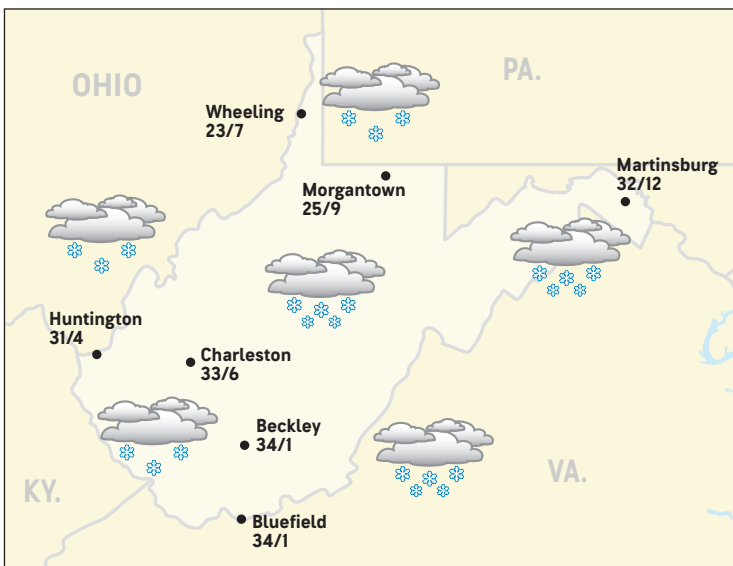 OHIO
PA.
Wheeling
23/7
Morgantown
25/9
Martinsburg
32/12
Huntington
31/4
Charleston
33/6
Beckley
34/1
KY.
VA.
Bluefield
34/1